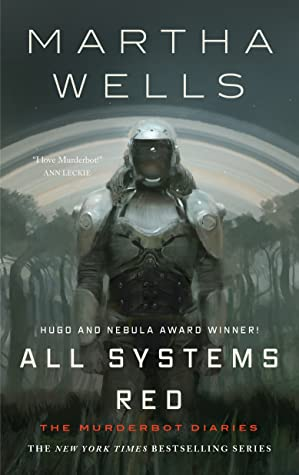 MARTHA
WELLS
"I love Murderbot!"
ANN LECKIE
HUGO AND NEBULA AWARD WINNER!
ALL SYSTEMS
RED
THE MURDERBOT DIARIES
THE NEW YORK TIMES BESTSELLING SERIES